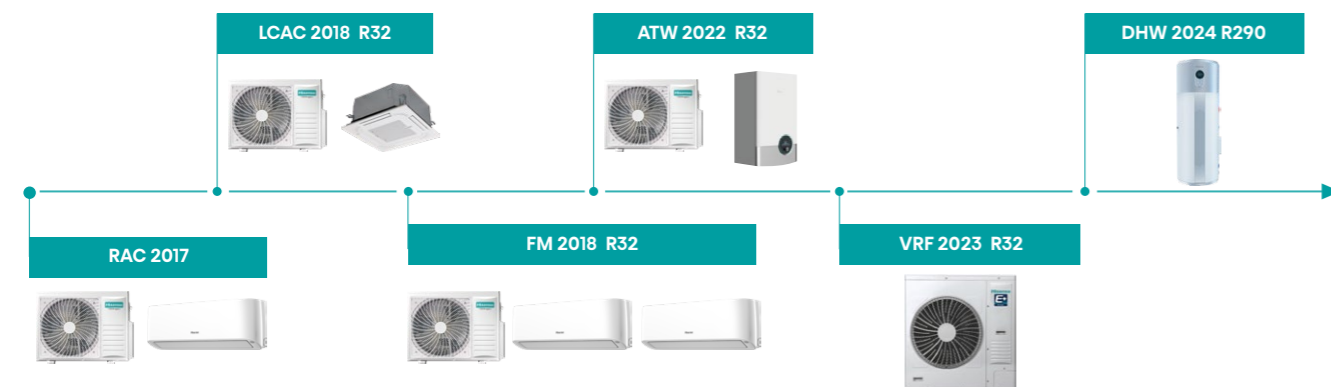 LCAC 2018 R32
ATW 2022 R32
DHW 2024 R290
RAC 2017
FM 2018 R32
VRF 2023 R32